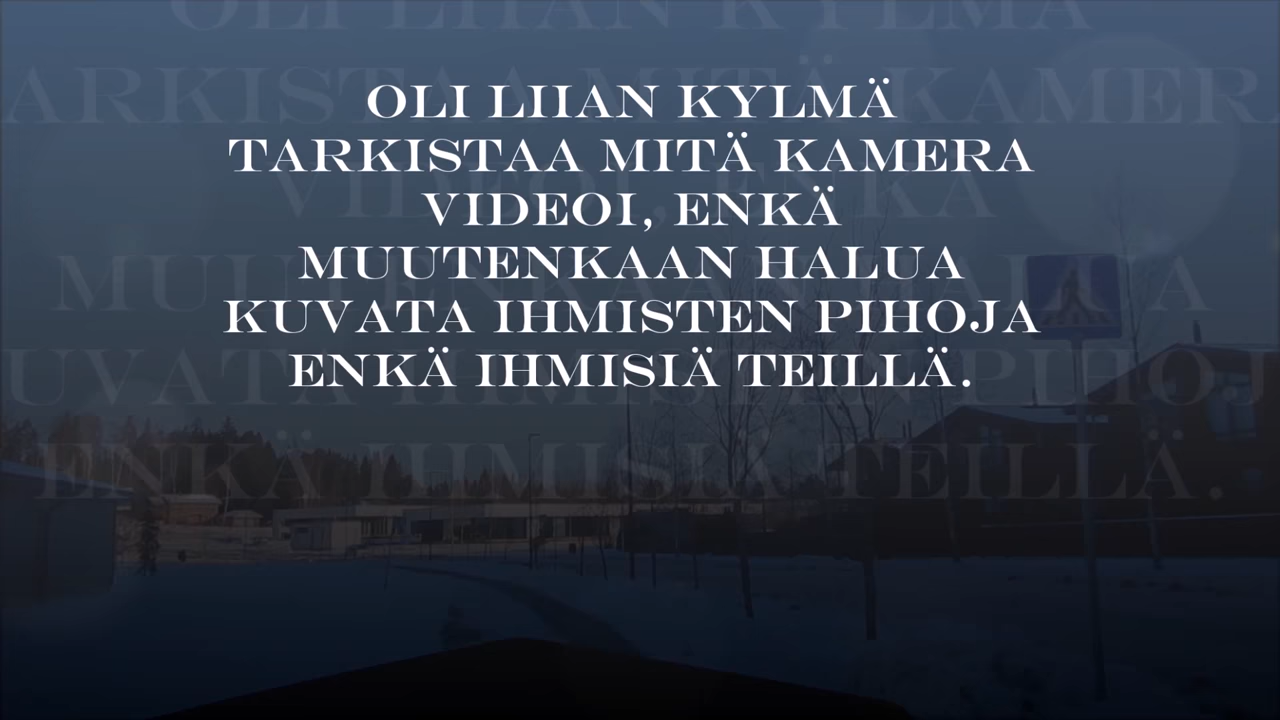 OLI LIIAN KYLMÄ
TARKISTAA MITÄ KAMERA
VIDEOI, ENKÄ
MUUTENKAAN HALUA
KUVATA IHMISTEN PIHOJA
ENKÄ IHMISIÄ TEILLÄ.